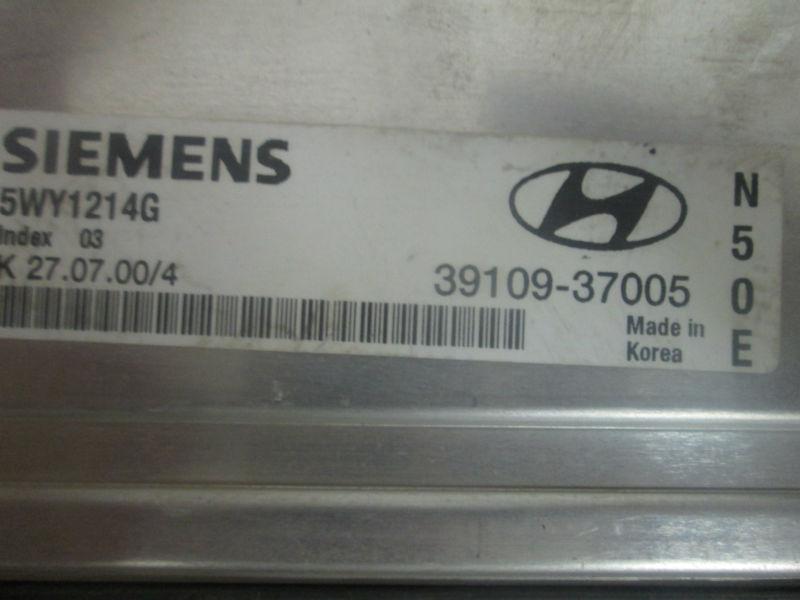 SIEMENS
5WY1214G
Index 03
K 27.07.00/4
39109-37005
Made in
Korea
N
5
0
E